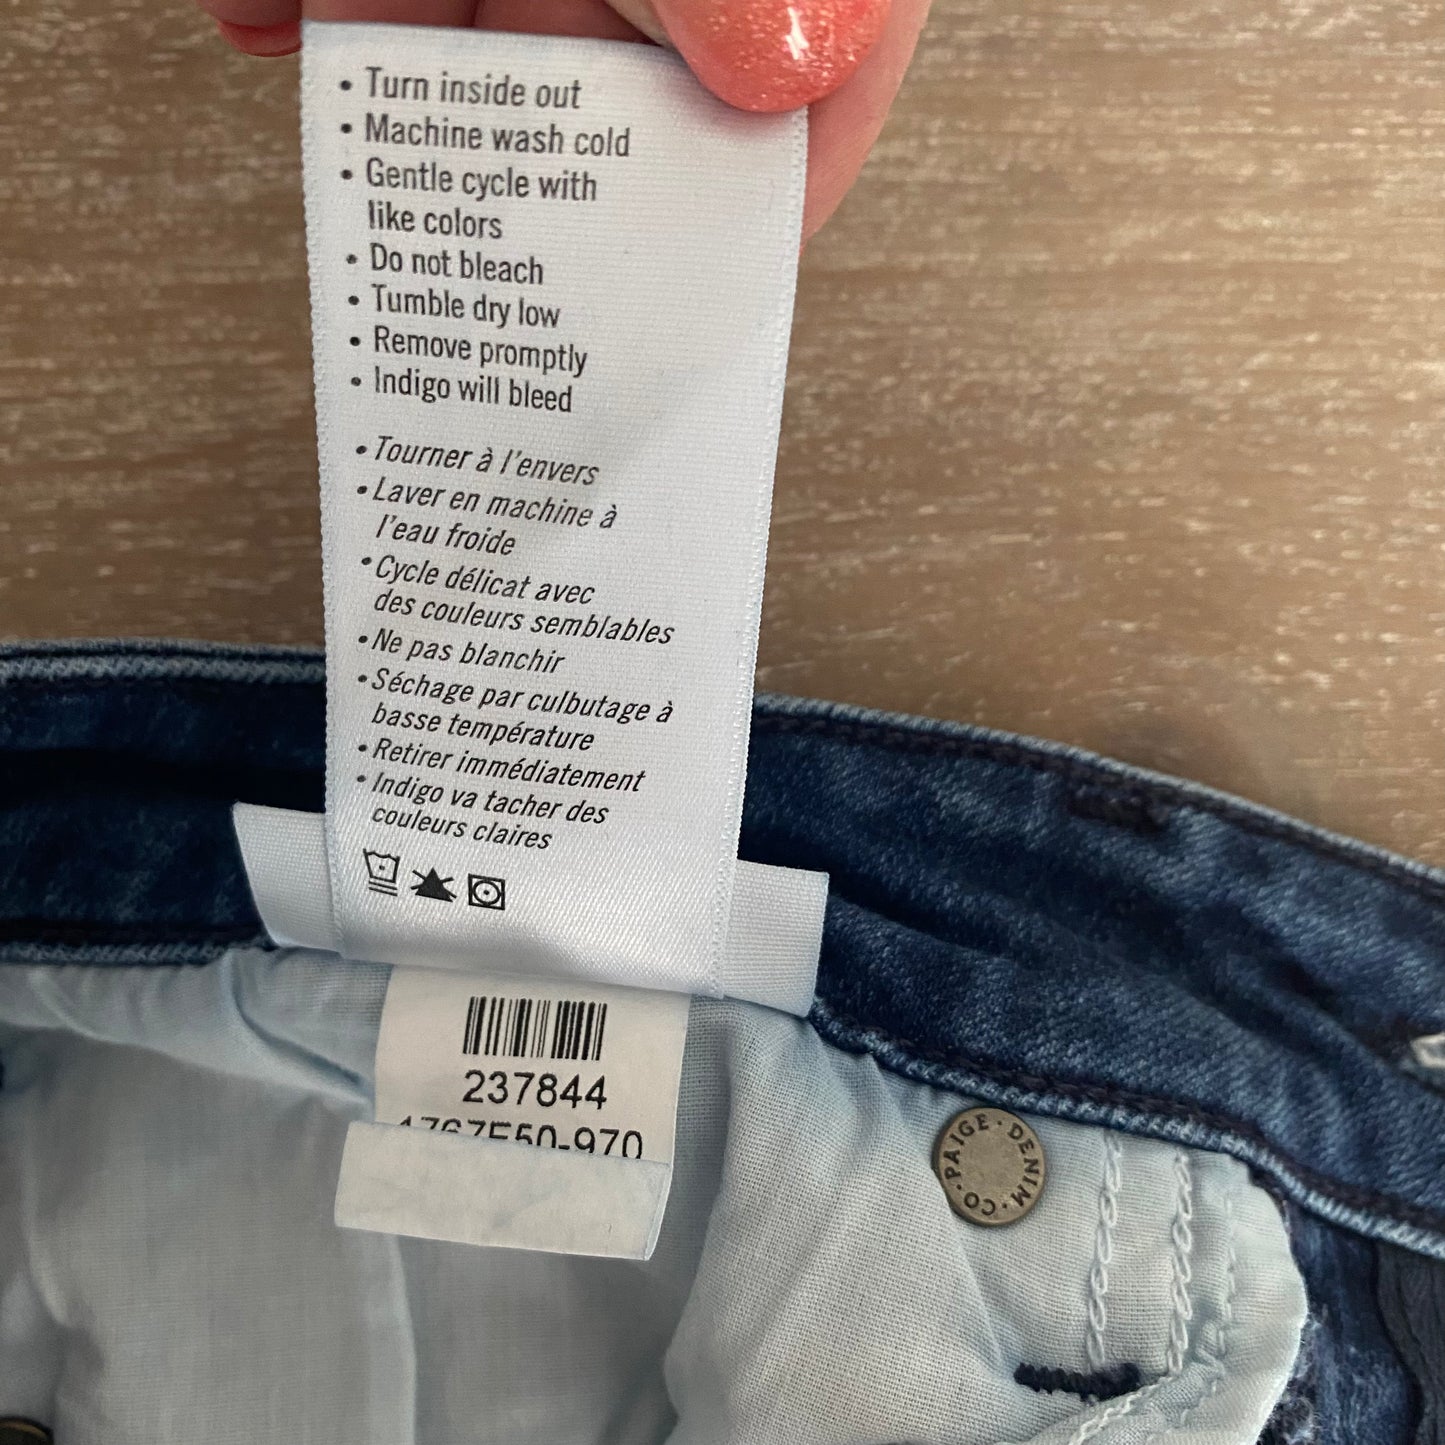 • Turn inside out
• Machine wash cold
• Gentle cycle with
like colors
• Do not bleach
• Tumble dry low
• Remove promptly
• Indigo will bleed
• Tourner à l'envers
• Laver en machine à
l'eau froide
• Cycle délicat avec
des couleurs semblables
• Ne pas blanchir
• Séchage par culbutage à
basse température
• Retirer immédiatement
• Indigo va tacher des
couleurs claires
237844
1767E50-970
PAIGE · DENIM · CO ·